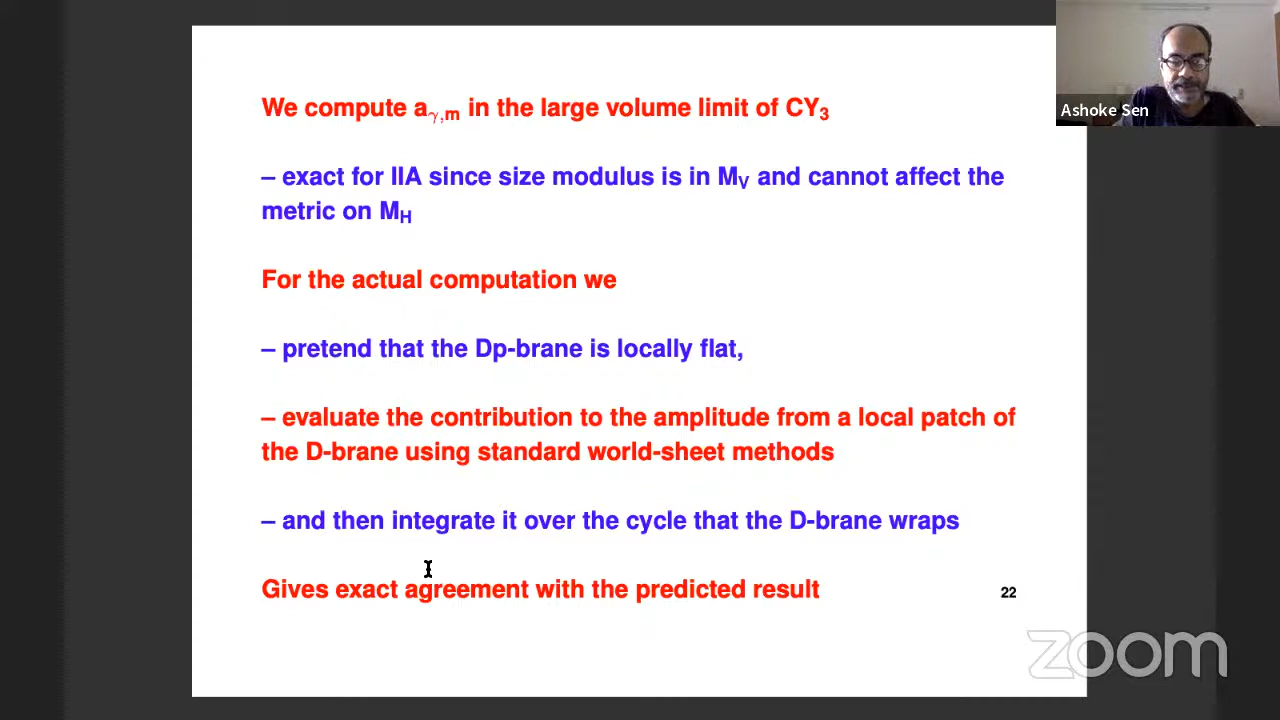 We compute aγ,m in the large volume limit of CY3
– exact for IIA since size modulus is in MV and cannot affect the
metric on MH
For the actual computation we
– pretend that the Dp-brane is locally flat,
– evaluate the contribution to the amplitude from a local patch of
the D-brane using standard world-sheet methods
– and then integrate it over the cycle that the D-brane wraps
Gives exact agreement with the predicted result
22
Ashoke Sen
zoom